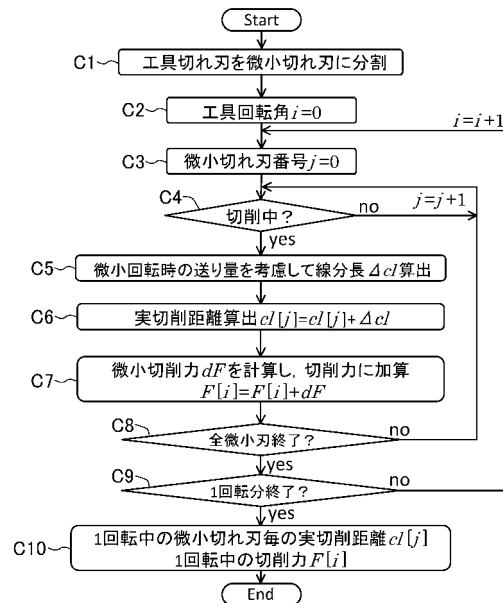 Start
C1 工具切れ刃を微小切れ刃に分割
C2 工具回転角i=0
i=i+1
C3 微小切れ刃番号j=0
C4 切削中？ no j=j+1
yes
C5 微小回転時の送り量を考慮して線分長Δcl算出
C6 実切削距離算出cl[j]=cl[j]+Δcl
C7 微小切削力dFを計算し，切削力に加算
F[i]=F[i]+dF
C8 全微小刃終了？ no
yes
C9 1回転分終了？ no
yes
C10 1回転中の微小切れ刃毎の実切削距離cl[j]
1回転中の切削力F[i]
End